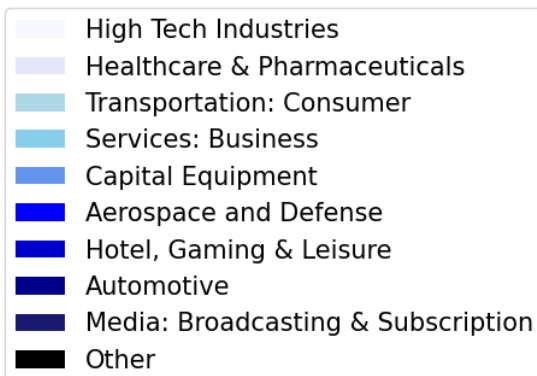 High Tech Industries
Healthcare & Pharmaceuticals
Transportation: Consumer
Services: Business
Capital Equipment
Aerospace and Defense
Hotel, Gaming & Leisure
Automotive
Media: Broadcasting & Subscription
Other